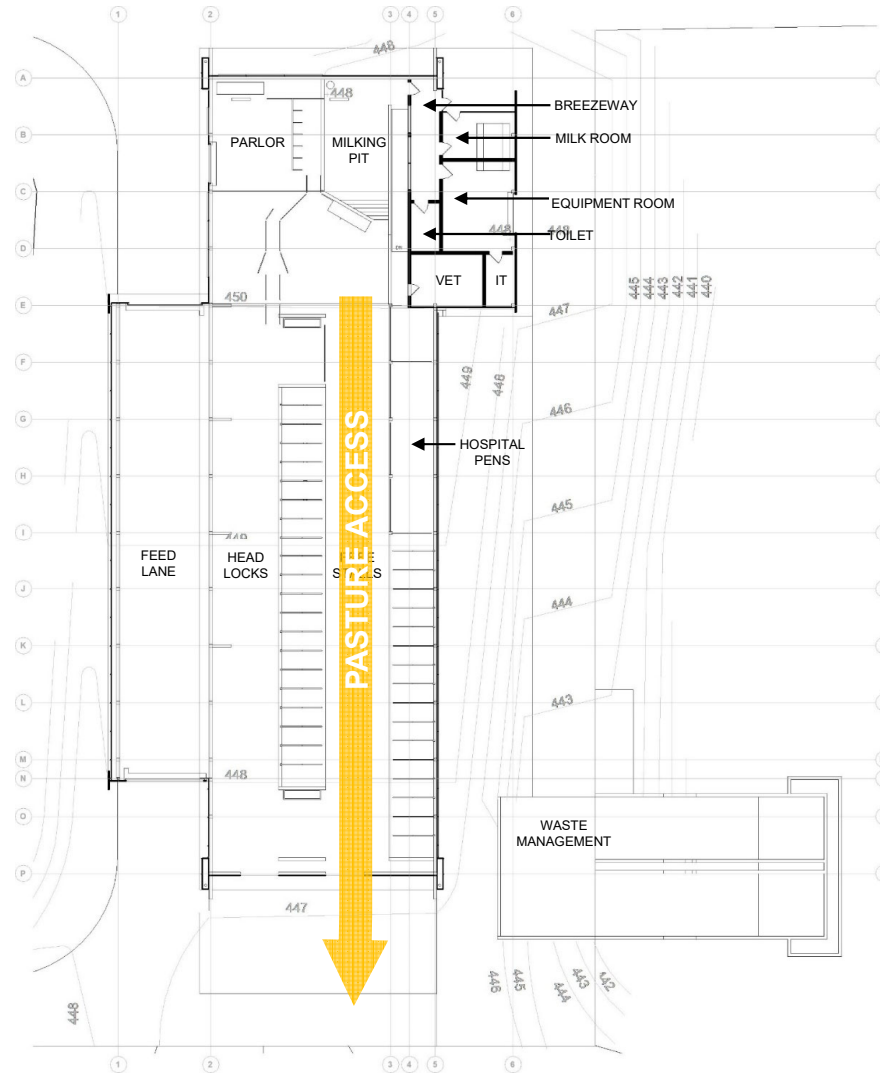 1
2
3
4
5
6
448
A
448
BREEZEWAY
B
PARLOR
MILKING
PIT
MILK ROOM
C
EQUIPMENT ROOM
448
448
TOILET
D
VET
IT
445
444
443
442
441
440
E
450
447
F
449
448
G
446
PASTURE ACCESS
HOSPITAL
PENS
H
445
I
449
FEED
LANE
HEAD
LOCKS
J
444
K
L
443
M
N
448
O
WASTE
MANAGEMENT
P
447
446
445
444
443
442
448
1
2
3
4
5
6